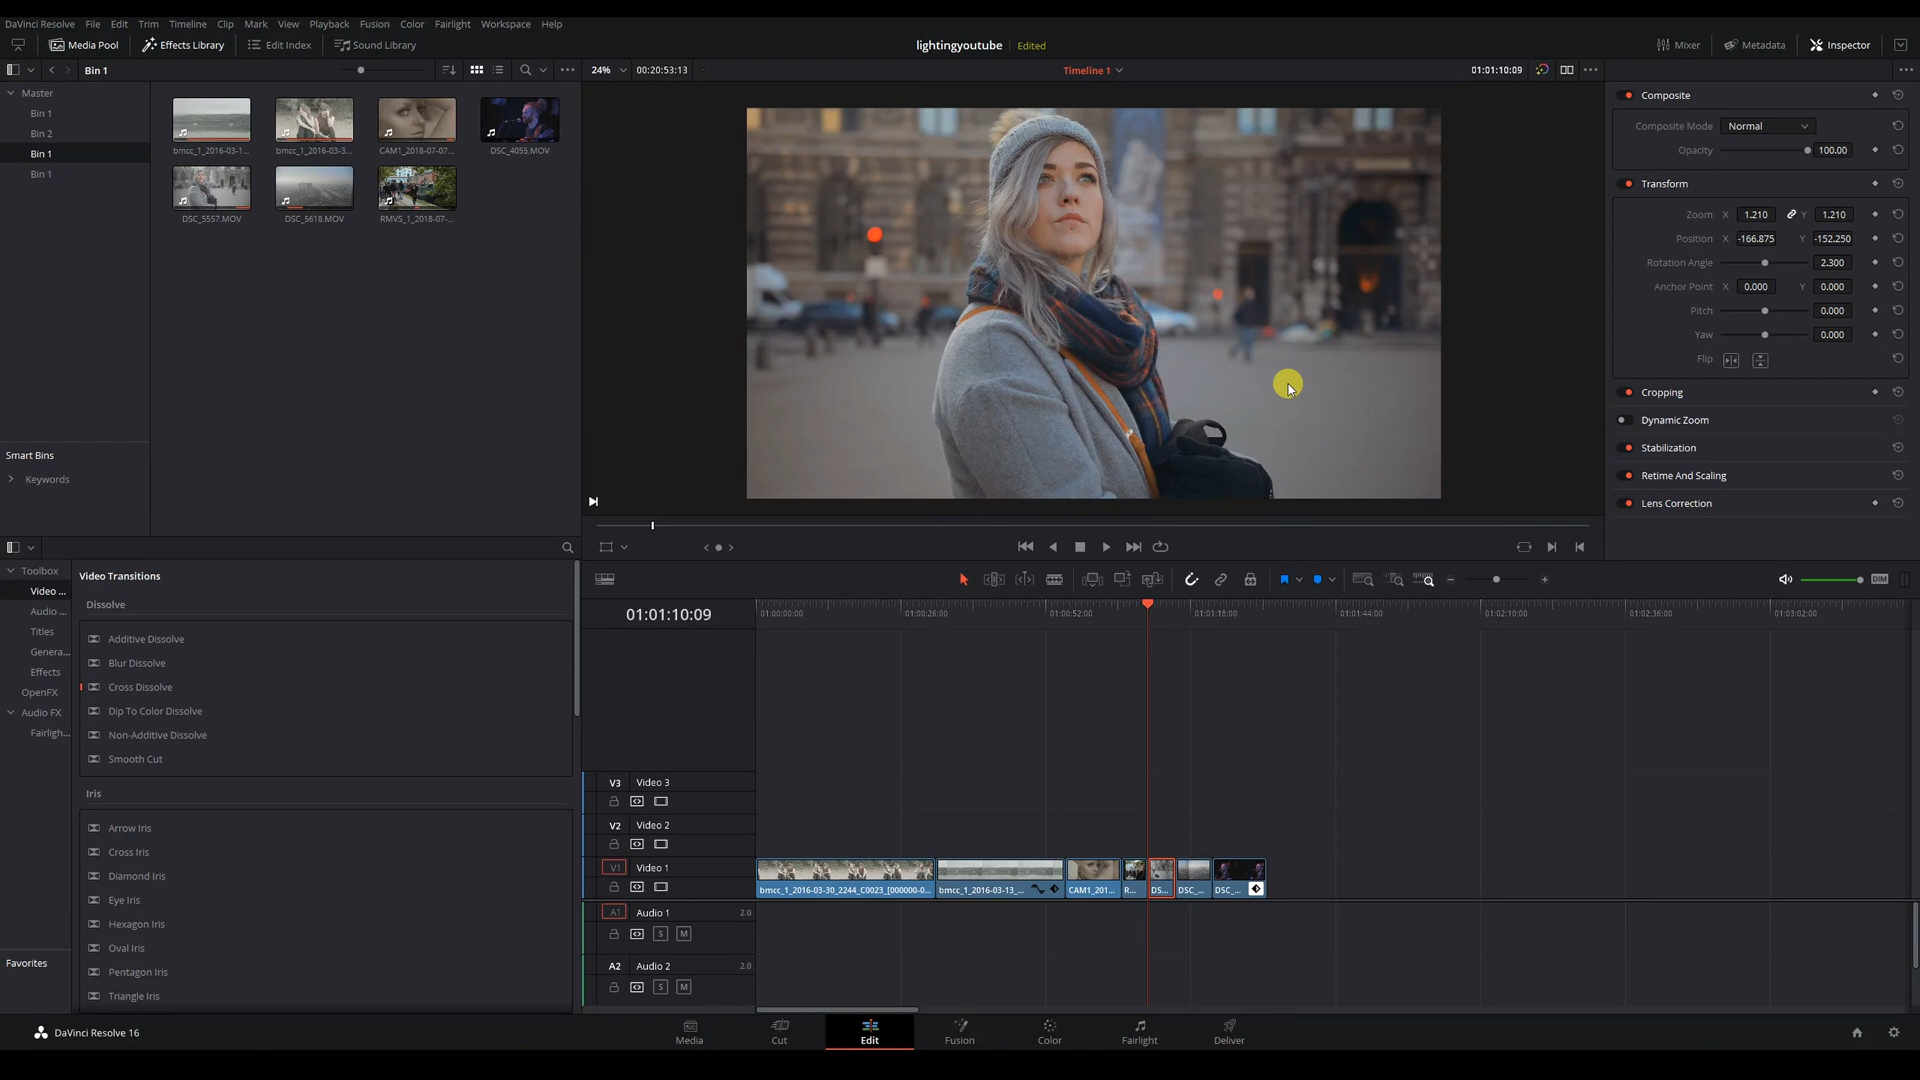 DaVinci Resolve File Edit Trim Timeline Clip Mark View Playback Fusion Color Fairlight Workspace Help
Media Pool Effects Library Edit Index Sound Library lightingyoutube Edited Mixer Metadata Inspector
Bin 1 24% 00:20:53:13 Timeline 1 01:01:10:09
Master
Bin 1
Bin 2
Bin 1
Bin 1
bmcc_1_2016-03-1... bmcc_1_2016-03-3... CAM1_2018-07-07... DSC_4055.MOV
DSC_5557.MOV DSC_5618.MOV RMVS_1_2018-07-...
Smart Bins
Keywords
Composite
Composite Mode Normal
Opacity 100.00
Transform
Zoom X 1.210 Y 1.210
Position X -166.875 Y -152.250
Rotation Angle 2.300
Anchor Point X 0.000 Y 0.000
Pitch 0.000
Yaw 0.000
Flip
Cropping
Dynamic Zoom
Stabilization
Retime And Scaling
Lens Correction
Toolbox
Video ...
Audio ...
Titles
Genera...
Effects
OpenFX
Audio FX
Fairligh...
Favorites
Video Transitions
Dissolve
Additive Dissolve
Blur Dissolve
Cross Dissolve
Dip To Color Dissolve
Non-Additive Dissolve
Smooth Cut
Iris
Arrow Iris
Cross Iris
Diamond Iris
Eye Iris
Hexagon Iris
Oval Iris
Pentagon Iris
Triangle Iris
DIM
01:01:10:09 01:00:00:00 01:00:26:00 01:00:52:00 01:01:18:00 01:01:44:00 01:02:10:00 01:02:36:00 01:03:02:00
V3 Video 3
V2 Video 2
V1 Video 1
bmcc_1_2016-03-30_2244_C0023_[000000-0... bmcc_1_2016-03-13_... CAM1_201... R... DS... DSC_... DSC_...
A1 Audio 1 2.0
S M
A2 Audio 2 2.0
S M
DaVinci Resolve 16 Media Cut Edit Fusion Color Fairlight Deliver